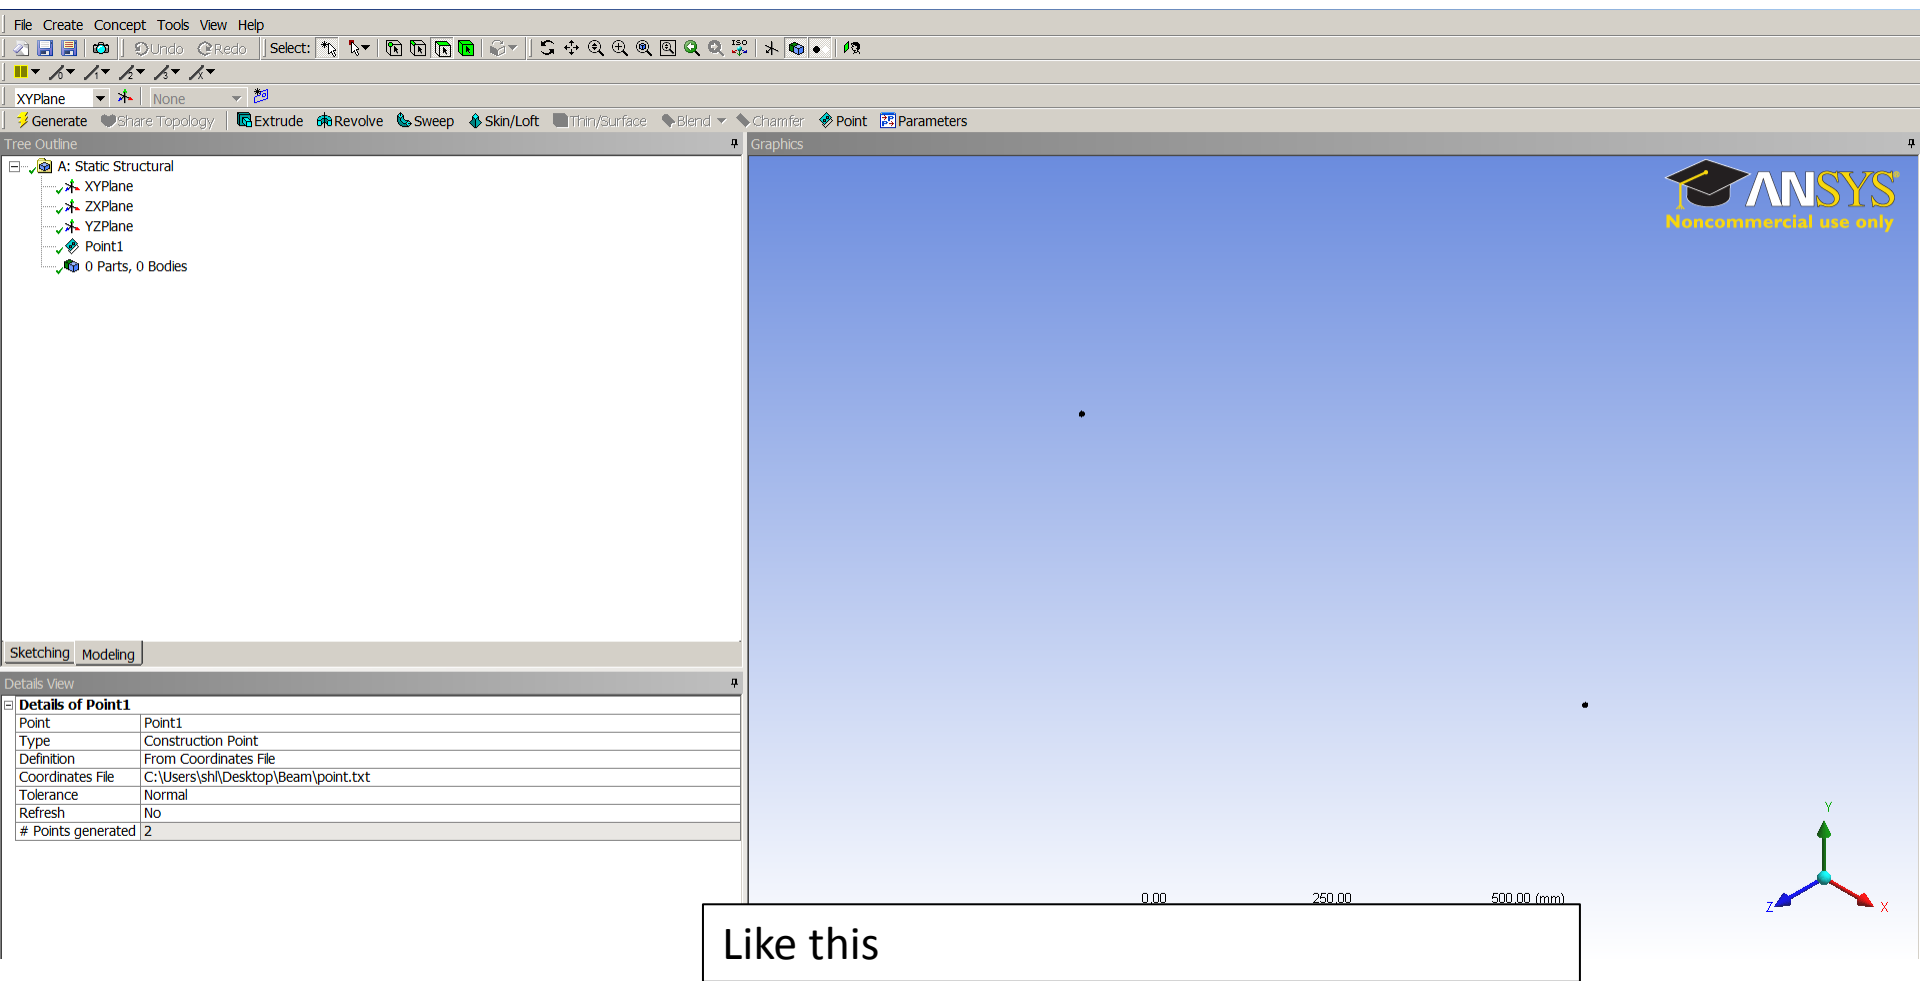 File Create Concept Tools View Help
Undo Redo Select: ISO
XYPlane None
Generate Share Topology Extrude Revolve Sweep Skin/Loft Thin/Surface Blend Chamfer Point Parameters
Tree Outline
Graphics
A: Static Structural
XYPlane
ZXPlane
YZPlane
Point1
0 Parts, 0 Bodies
ANSYS
Noncommercial use only
Sketching Modeling
Details View
Details of Point1
Point Point1
Type Construction Point
Definition From Coordinates File
Coordinates File C:\Users\shl\Desktop\Beam\point.txt
Tolerance Normal
Refresh No
# Points generated 2
Y
Z
X
0.00 250.00 500.00 (mm)
Like this